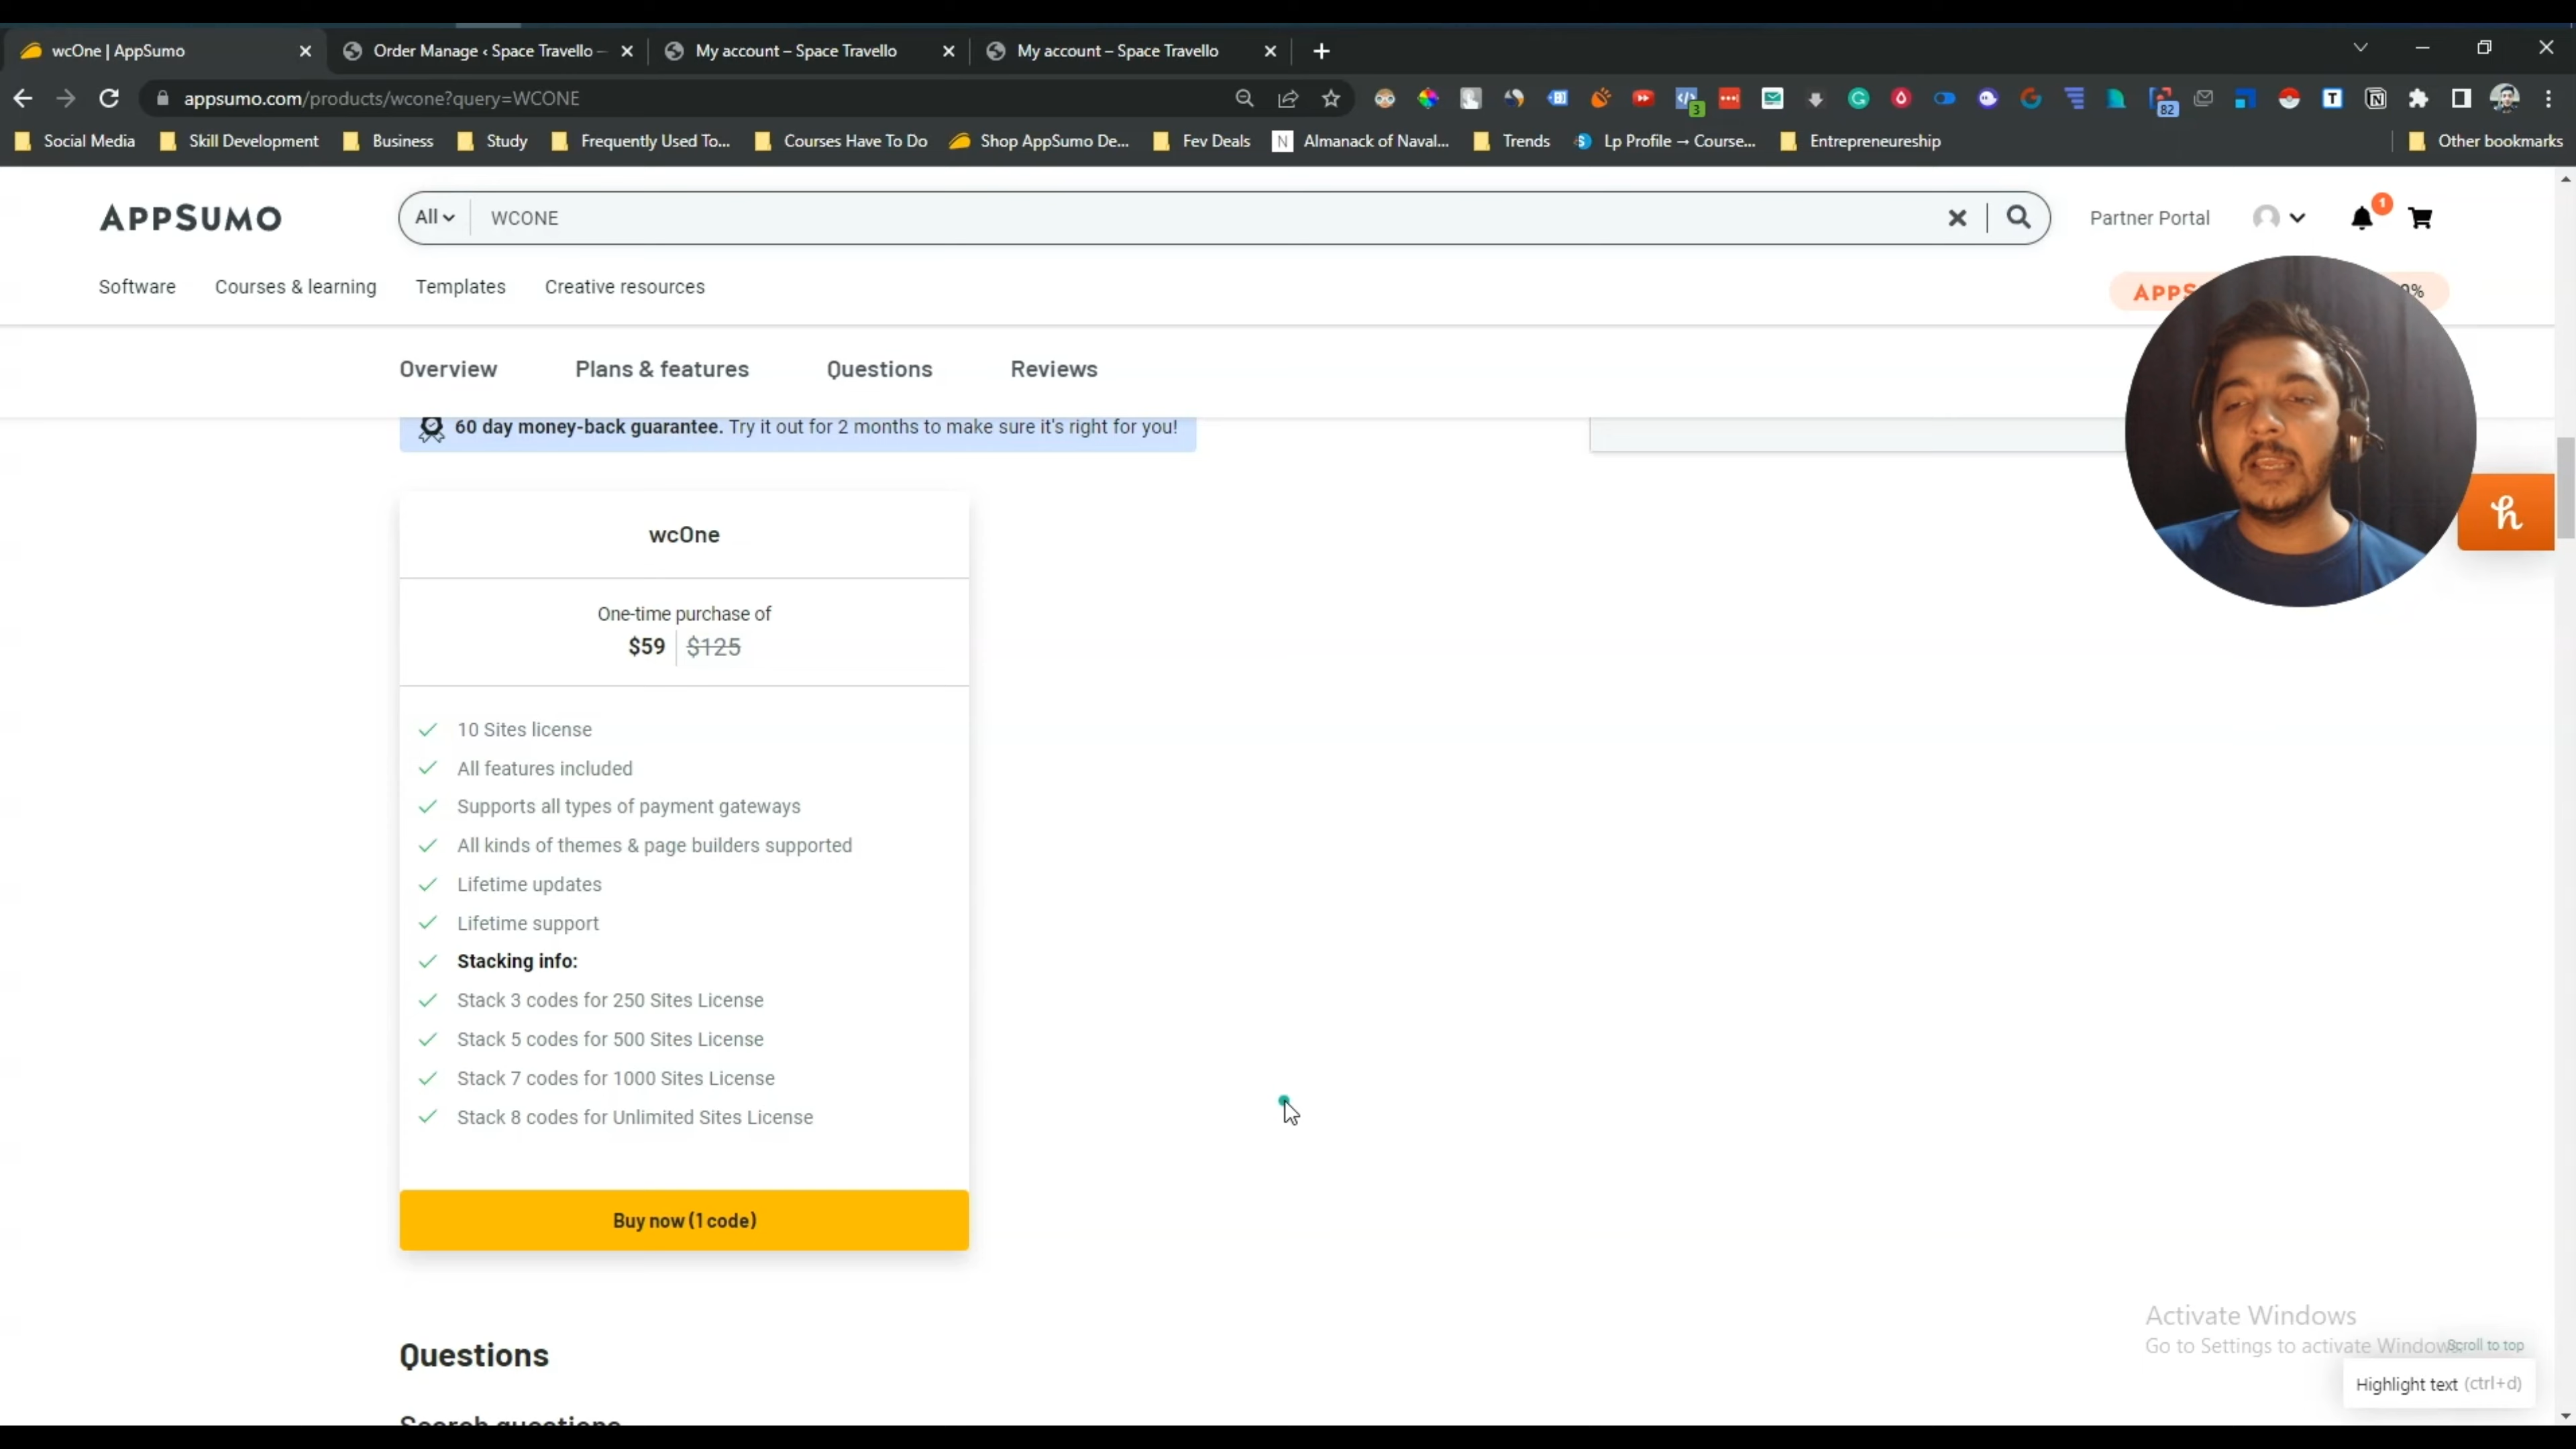 wcOne | AppSumo
Order Manage ‹ Space Travello –
My account – Space Travello
My account – Space Travello
appsumo.com/products/wcone?query=WCONE
3
82
Social Media
Skill Development
Business
Study
Frequently Used To...
Courses Have To Do
Shop AppSumo De...
Fev Deals
N
Almanack of Naval...
Trends
Lp Profile → Course...
Entrepreneureship
Other bookmarks
APPSUMO
All
WCONE
Partner Portal
1
Software
Courses & learning
Templates
Creative resources
Overview
Plans & features
Questions
Reviews
60 day money-back guarantee. Try it out for 2 months to make sure it's right for you!
wcOne
One-time purchase of
$59
$125
10 Sites license
All features included
Supports all types of payment gateways
All kinds of themes & page builders supported
Lifetime updates
Lifetime support
Stacking info:
Stack 3 codes for 250 Sites License
Stack 5 codes for 500 Sites License
Stack 7 codes for 1000 Sites License
Stack 8 codes for Unlimited Sites License
Buy now (1 code)
Questions
Search questions
Activate Windows
Go to Settings to activate Windows.
Scroll to top
Highlight text (ctrl+d)